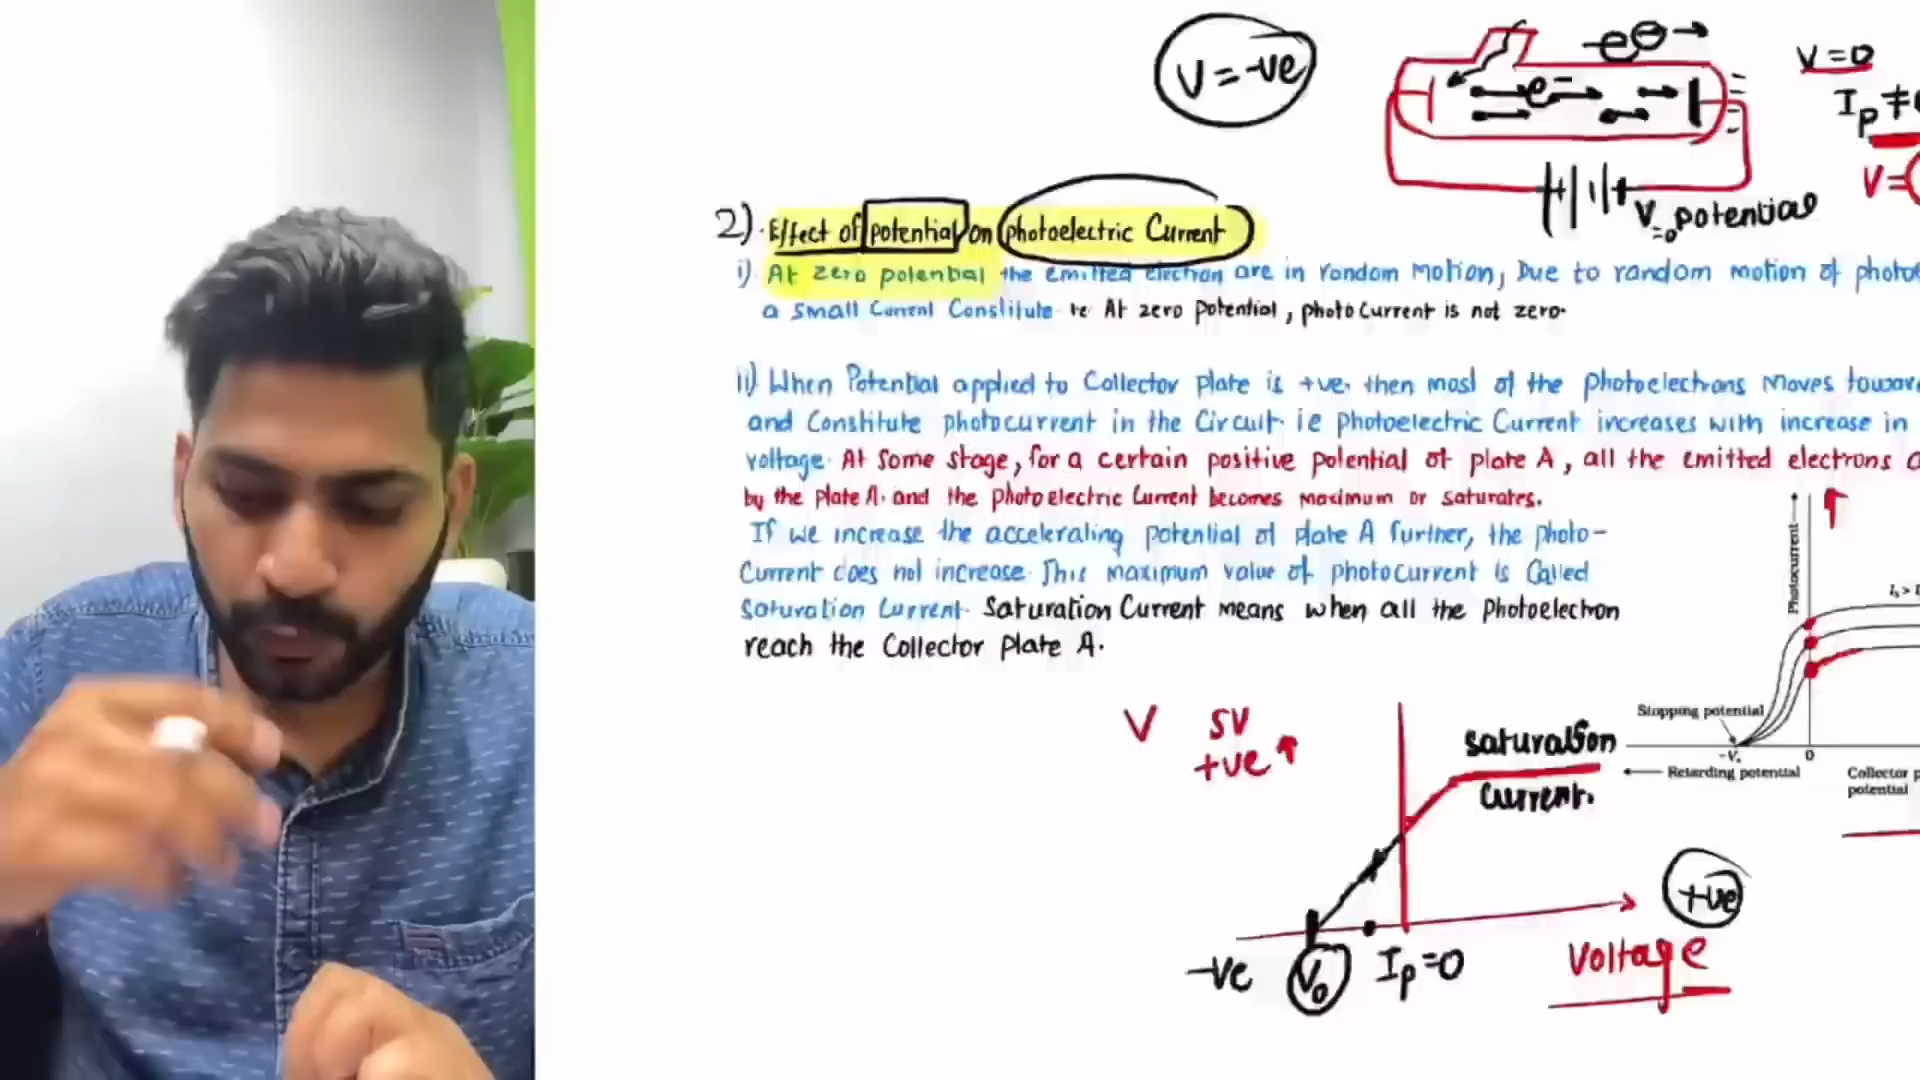 V = -ve
e⊖ →
V = 0
Ip ≠
V =
e-
V=0 potential
2). Effect of potential on photoelectric Current
i) At zero potential the emitted electron are in random motion, Due to random motion of
a small Current Constitute ie At zero potential, photo Current is not zero.
ii) When Potential applied to Collector plate is +ve. then most of the photoelectrons Moves
and Constitute photocurrent in the Circuit. ie Photoelectric Current increases with increase in
voltage. At some stage, for a certain positive potential of plate A, all the emitted electrons
by the plate A. and the photoelectric Current becomes maximum or saturates.
If we increase the accelerating potential of plate A further, the photo-
Current does not increase. This maximum value of photocurrent is Called
Saturation Current. Saturation Current means when all the Photoelectron
reach the Collector Plate A.
Photocurrent
Stopping potential
-V₀ 0
← Retarding potential
Collector
potential
V 5V
+ve ↑
saturation
Current.
+ve
-ve V₀ Ip=0
Voltage